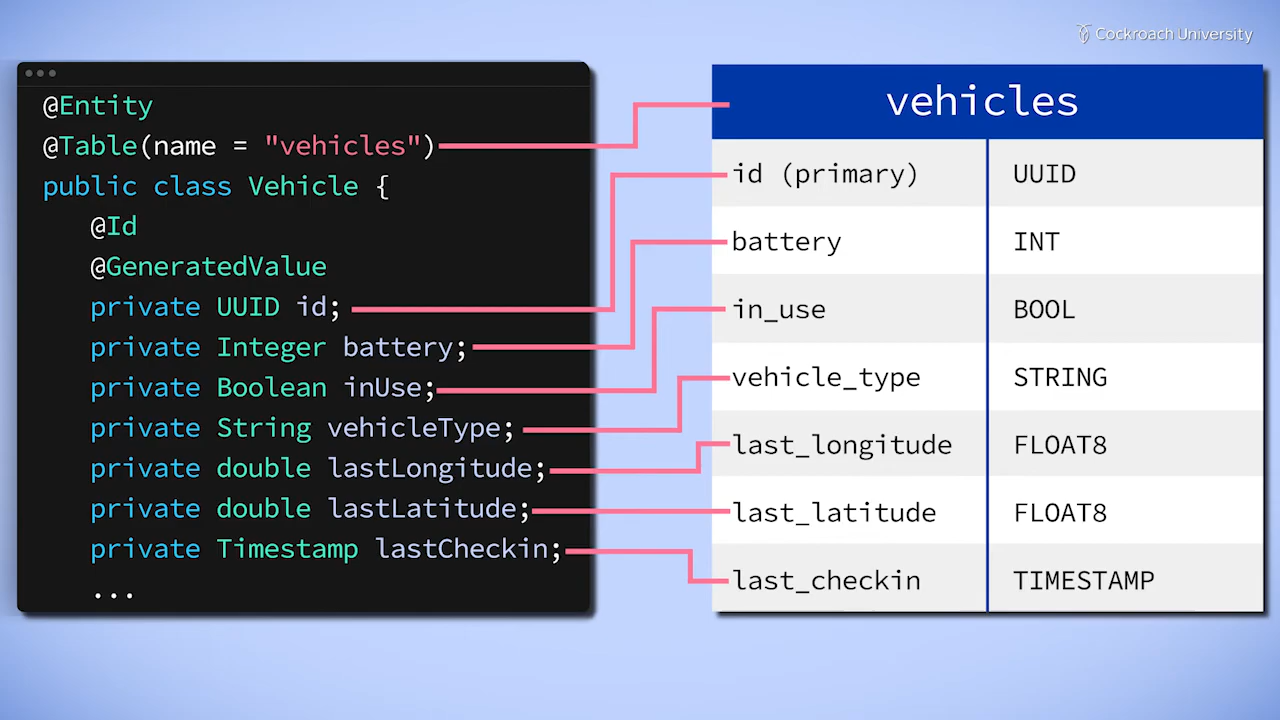 Cockroach University
@Entity
@Table(name = "vehicles")
public class Vehicle {
@Id
@GeneratedValue
private UUID id;
private Integer battery;
private Boolean inUse;
private String vehicleType;
private double lastLongitude;
private double lastLatitude;
private Timestamp lastCheckin;
...
vehicles
id (primary) UUID
battery INT
in_use BOOL
vehicle_type STRING
last_longitude FLOAT8
last_latitude FLOAT8
last_checkin TIMESTAMP